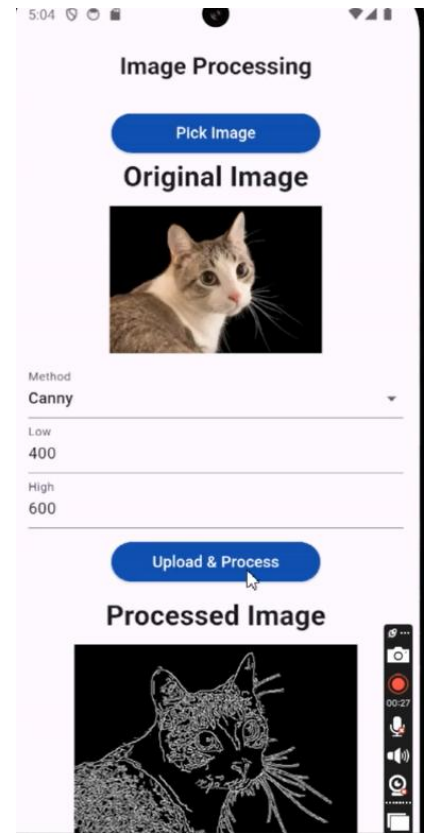 5:04
Image Processing
Pick Image
Original Image
Method
Canny
Low
400
High
600
Upload & Process
Processed Image
00:27